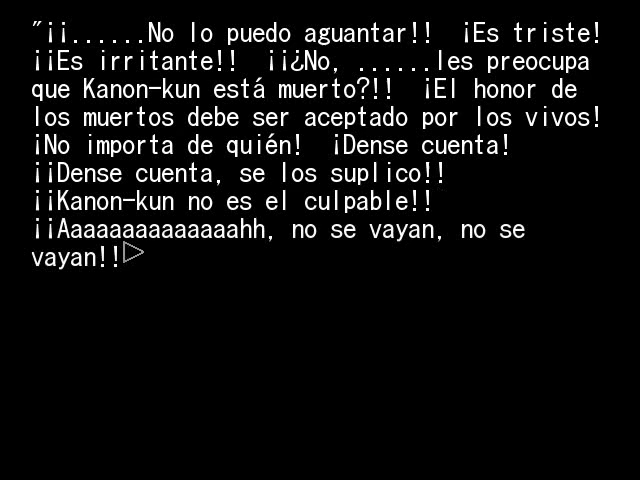 "¡¡......No lo puedo aguantar!!  ¡Es triste!
¡¡Es irritante!!  ¡¡¿No, ......les preocupa
que Kanon-kun está muerto?!!  ¡El honor de
los muertos debe ser aceptado por los vivos!
¡No importa de quién!  ¡Dense cuenta!
¡¡Dense cuenta, se los suplico!!
¡¡Kanon-kun no es el culpable!!
¡¡Aaaaaaaaaaaaaahh, no se vayan, no se
vayan!!